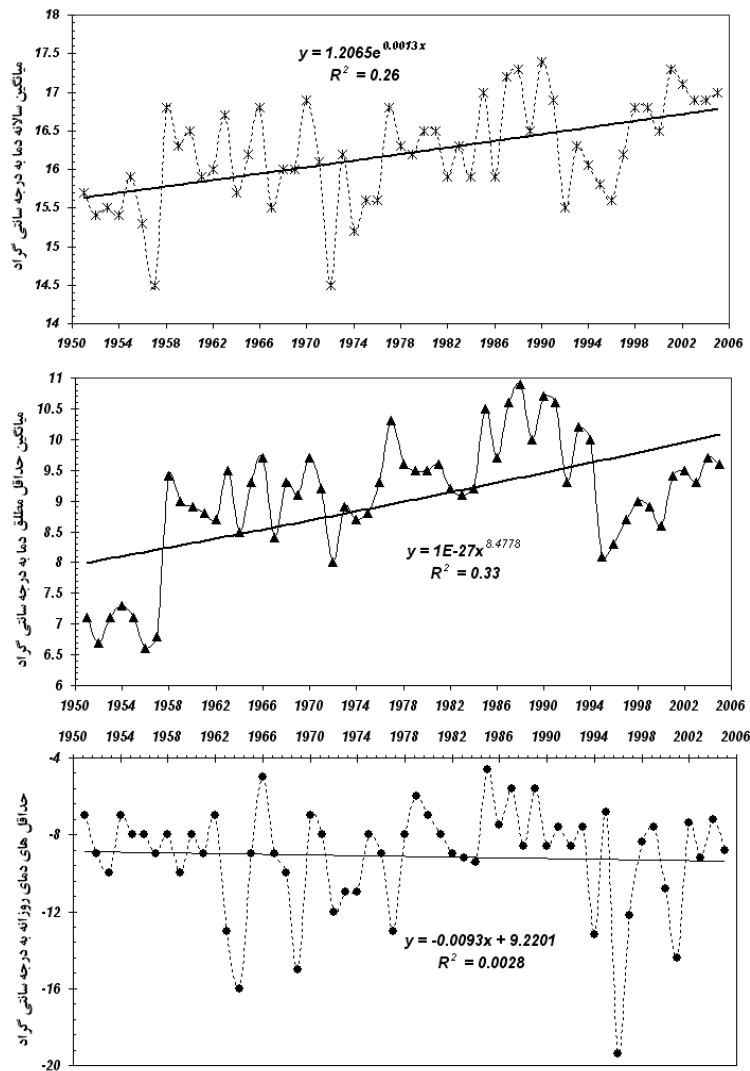 میانگین سالانه دما به درجه سانتی گراد
18
17.5
17
16.5
16
15.5
15
14.5
14
y = 1.2065e^0.0013x
R² = 0.26
1950 1954 1958 1962 1966 1970 1974 1978 1982 1986 1990 1994 1998 2002 2006
میانگین حداقل مطلق دما به درجه سانتی گراد
11
10.5
10
9.5
9
8.5
8
7.5
7
6.5
6
y = 1E-27x^8.4778
R² = 0.33
1950 1954 1958 1962 1966 1970 1974 1978 1982 1986 1990 1994 1998 2002 2006
1950 1954 1958 1962 1966 1970 1974 1978 1982 1986 1990 1994 1998 2002 2006
حداقل های دمای روزانه به درجه سانتی گراد
-4
-8
-12
-16
-20
y = -0.0093x + 9.2201
R² = 0.0028